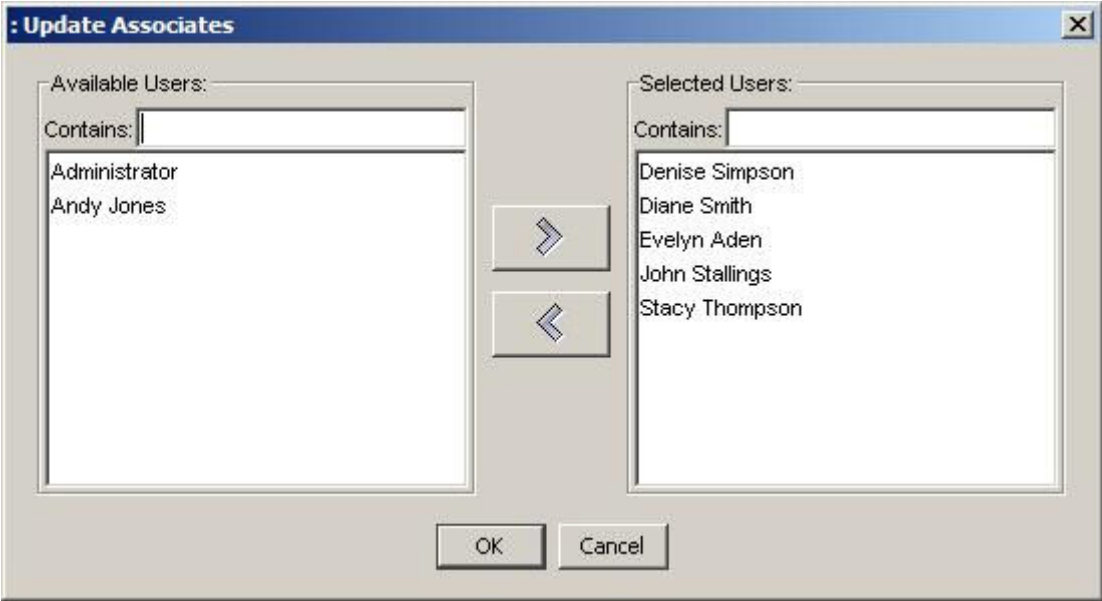 : Update Associates
Available Users:
Contains:
Administrator
Andy Jones
Selected Users:
Contains:
Denise Simpson
Diane Smith
Evelyn Aden
John Stallings
Stacy Thompson
OK
Cancel